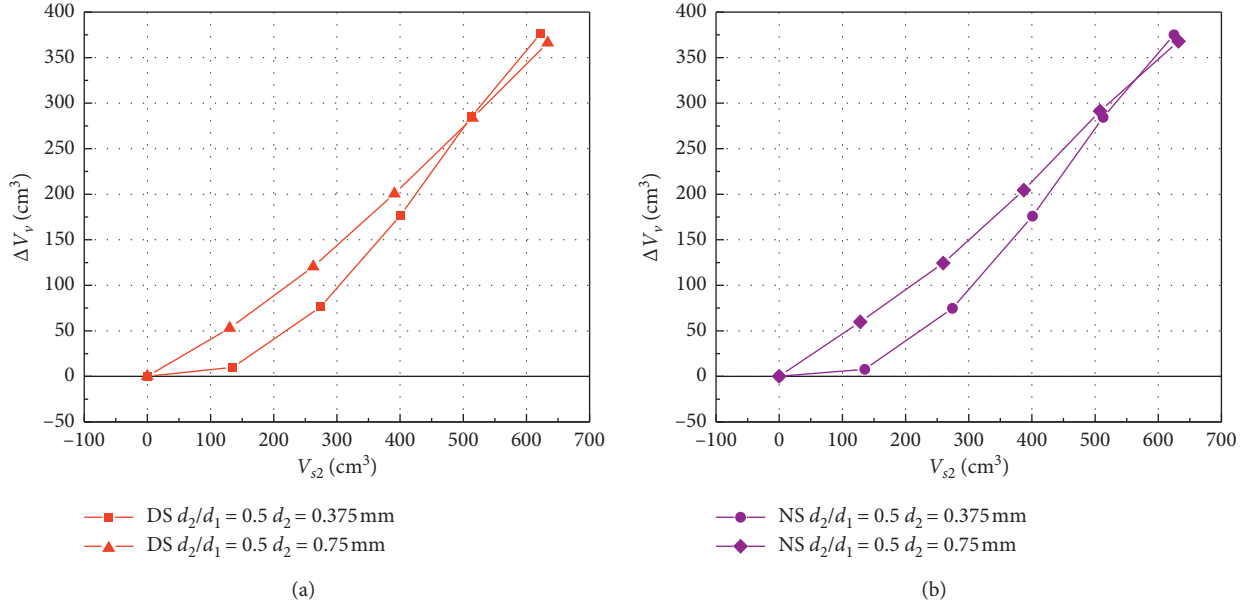 400
350
300
250
200
150
100
50
0
−50
ΔVᵥ (cm³)
−100 0 100 200 300 400 500 600 700
Vₛ₂ (cm³)
DS d₂/d₁ = 0.5 d₂ = 0.375 mm
DS d₂/d₁ = 0.5 d₂ = 0.75 mm
(a)
400
350
300
250
200
150
100
50
0
−50
ΔVᵥ (cm³)
−100 0 100 200 300 400 500 600 700
Vₛ₂ (cm³)
NS d₂/d₁ = 0.5 d₂ = 0.375 mm
NS d₂/d₁ = 0.5 d₂ = 0.75 mm
(b)